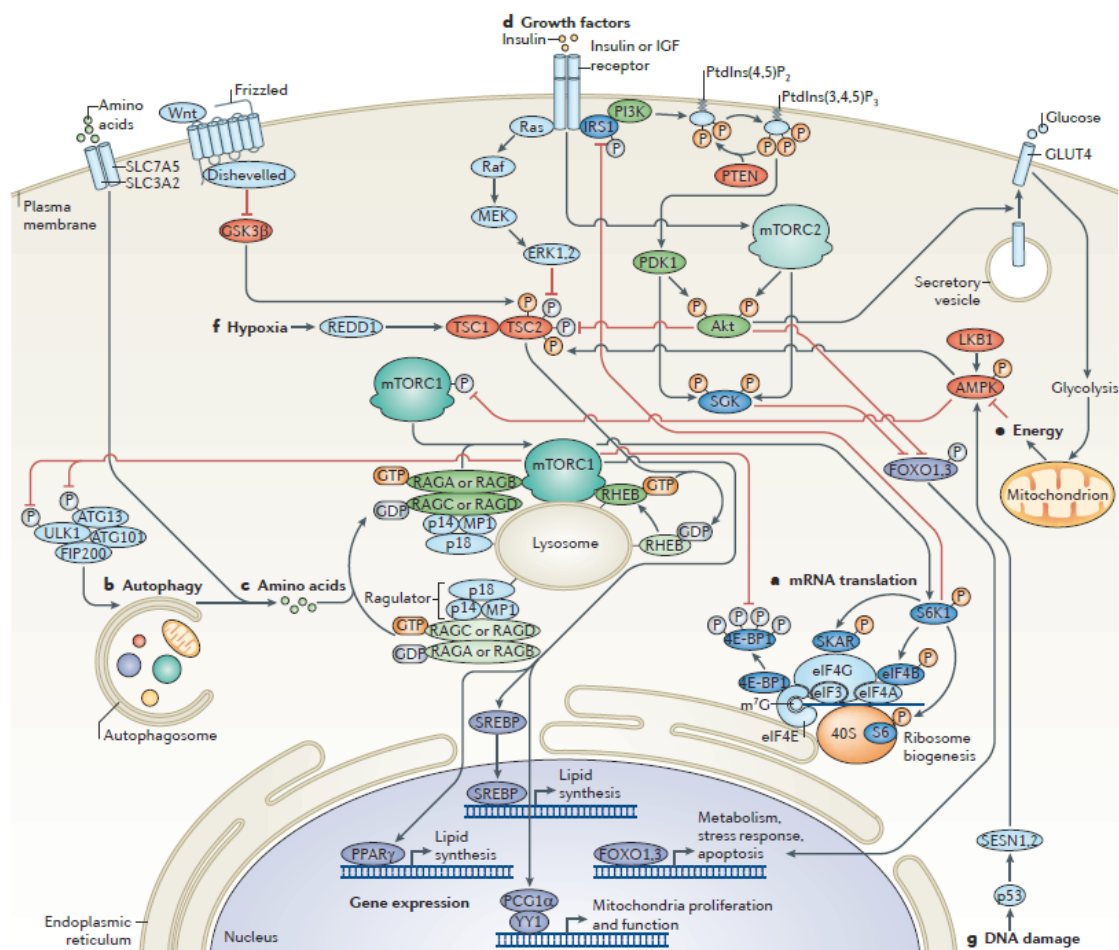 d Growth factors
Insulin
Insulin or IGF
receptor
PtdIns(4,5)P2
PtdIns(3,4,5)P3
Amino
acids
Wnt
Frizzled
SLC7A5
SLC3A2
Dishevelled
Plasma
membrane
GSK3β
Ras
IRS1
PI3K
P
P
P
P
P
P
PTEN
Raf
MEK
ERK1,2
mTORC2
PDK1
Glucose
GLUT4
Secretory
vesicle
f Hypoxia
REDD1
TSC1
TSC2
P
P
P
P
P
P
Akt
LKB1
AMPK
P
Glycolysis
mTORC1
P
P
P
SGK
e Energy
Mitochondrion
FOXO1,3
P
mTORC1
GTP
RAGA or RAGB
GDP
RAGC or RAGD
p14
MP1
p18
RHEB
GTP
Lysosome
RHEB
GDP
P
P
ATG13
ULK1
ATG101
FIP200
b Autophagy
c Amino acids
Ragulator
p18
p14
MP1
GTP
RAGC or RAGD
GDP
RAGA or RAGB
Autophagosome
a mRNA translation
S6K1
P
P
P
P
P
4E-BP1
SKAR
P
4E-BP1
eIF4G
eIF4B
P
m7G
eIF3
eIF4A
eIF4E
40S
S6
P
Ribosome
biogenesis
SREBP
SREBP
Lipid
synthesis
PPARγ
Lipid
synthesis
FOXO1,3
Metabolism,
stress response,
apoptosis
Gene expression
PCG1α
YY1
Mitochondria proliferation
and function
Endoplasmic
reticulum
Nucleus
SESN1,2
p53
g DNA damage